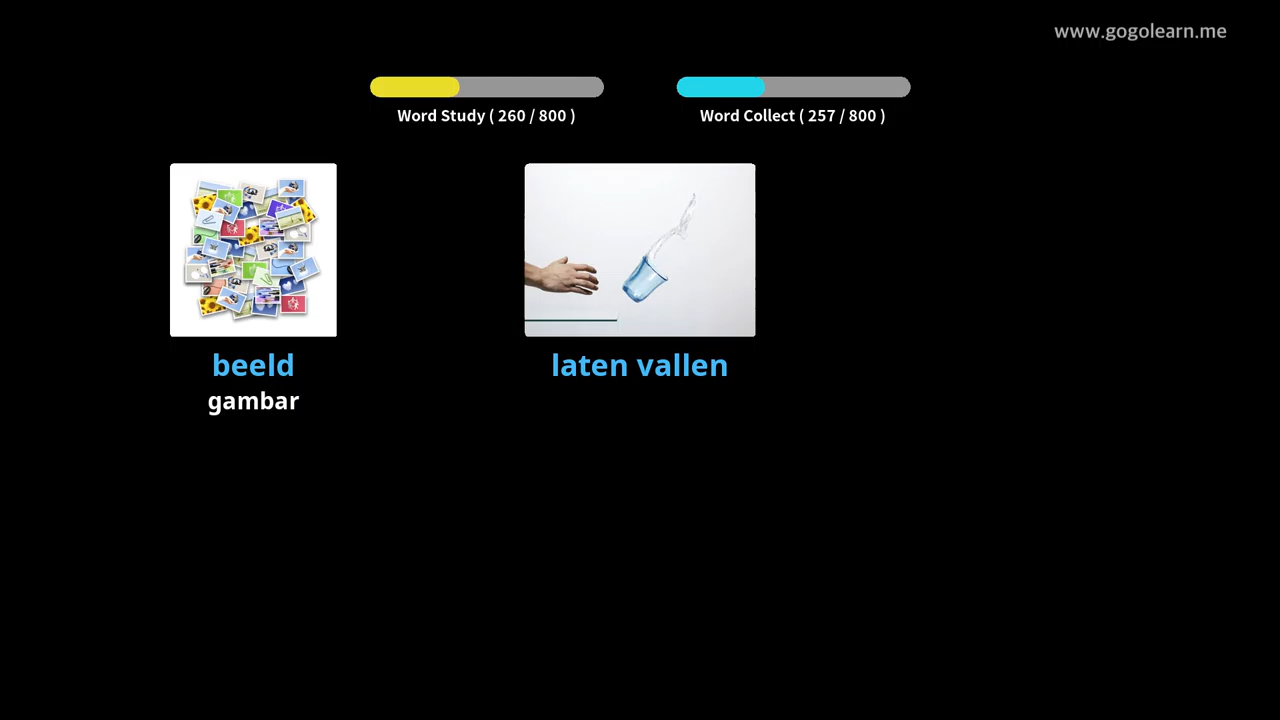 www.gogolearn.me
Word Study ( 260 / 800 )
Word Collect ( 257 / 800 )
beeld
gambar
laten vallen